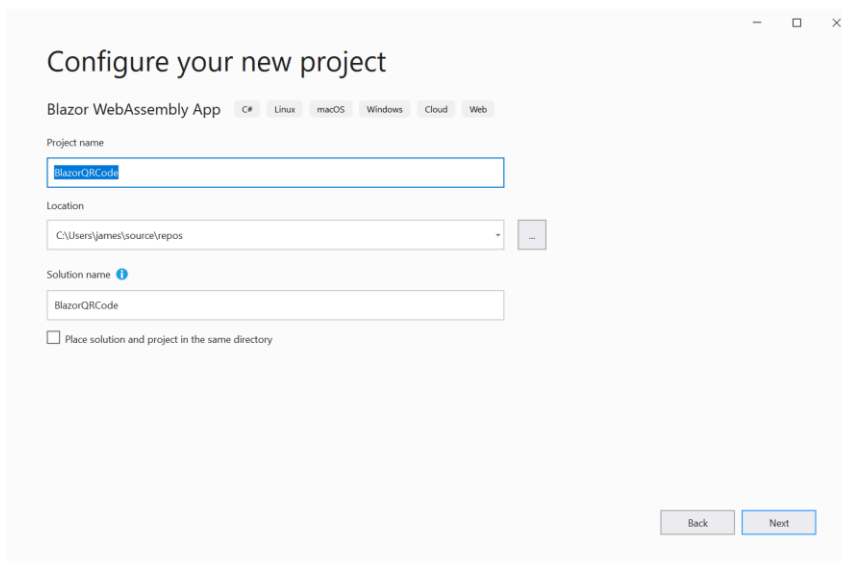 Configure your new project
Blazor WebAssembly App C# Linux macOS Windows Cloud Web
Project name
BlazorQRCode
Location
C:\Users\james\source\repos
...
Solution name
BlazorQRCode
Place solution and project in the same directory
Back Next